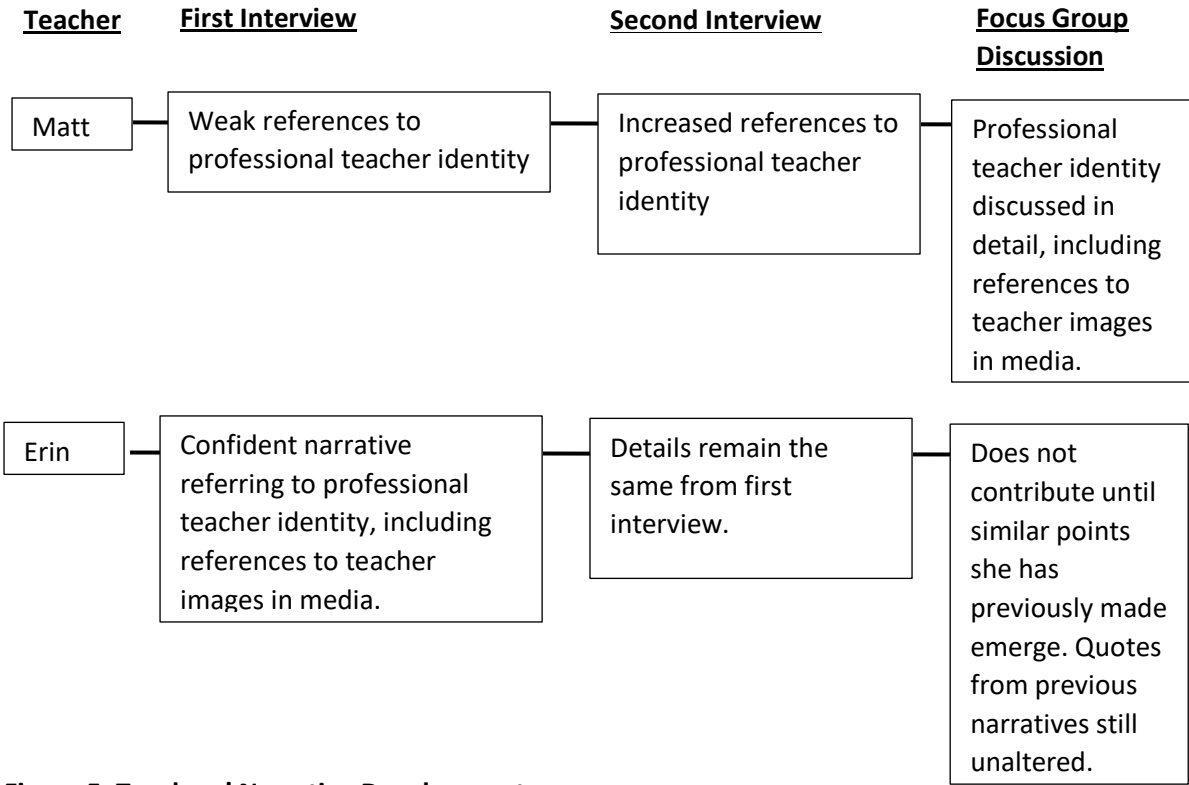 Teacher
First Interview
Second Interview
Focus Group
Discussion
Matt
Weak references to
professional teacher identity
Increased references to
professional teacher
identity
Professional
teacher identity
discussed in
detail, including
references to
teacher images
in media.
Erin
Confident narrative
referring to professional
teacher identity, including
references to teacher
images in media.
Details remain the
same from first
interview.
Does not
contribute until
similar points
she has
previously made
emerge. Quotes
from previous
narratives still
unaltered.